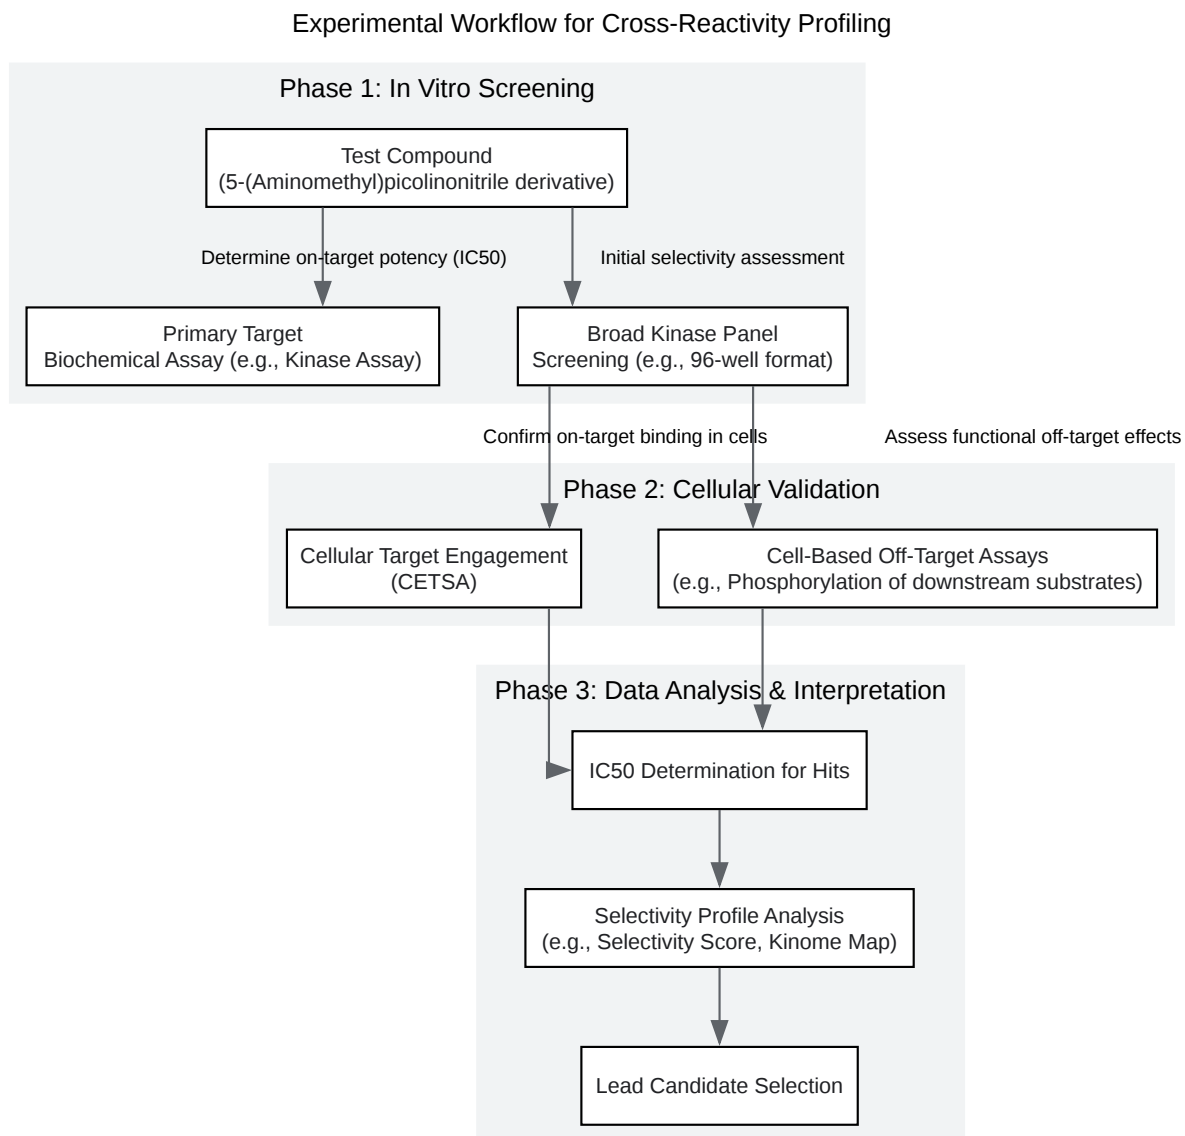 Experimental Workflow for Cross-Reactivity Profiling
Phase 1: In Vitro Screening
Test Compound
(5-(Aminomethyl)picolinonitrile derivative)
Determine on-target potency (IC50)
Initial selectivity assessment
Primary Target
Biochemical Assay (e.g., Kinase Assay)
Broad Kinase Panel
Screening (e.g., 96-well format)
Confirm on-target binding in cells
Assess functional off-target effects
Phase 2: Cellular Validation
Cellular Target Engagement
(CETSA)
Cell-Based Off-Target Assays
(e.g., Phosphorylation of downstream substrates)
Phase 3: Data Analysis & Interpretation
IC50 Determination for Hits
Selectivity Profile Analysis
(e.g., Selectivity Score, Kinome Map)
Lead Candidate Selection